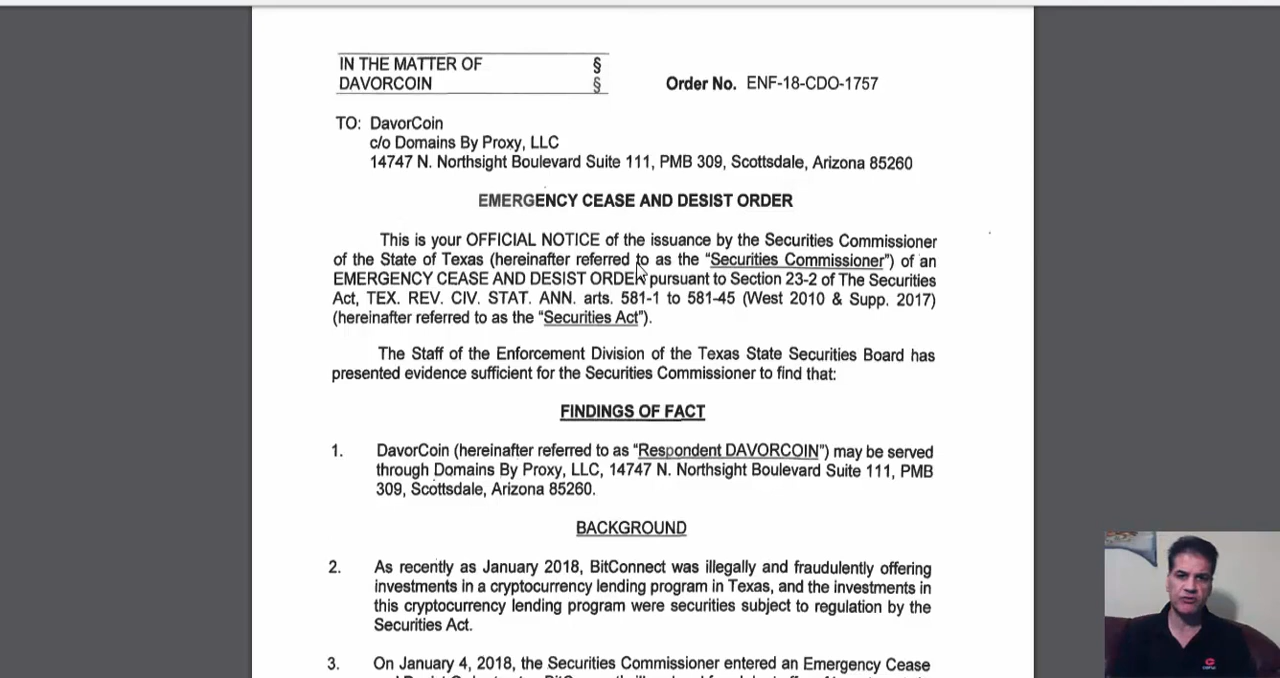 IN THE MATTER OF §
DAVORCOIN §
Order No. ENF-18-CDO-1757
TO: DavorCoin
c/o Domains By Proxy, LLC
14747 N. Northsight Boulevard Suite 111, PMB 309, Scottsdale, Arizona 85260
EMERGENCY CEASE AND DESIST ORDER
This is your OFFICIAL NOTICE of the issuance by the Securities Commissioner
of the State of Texas (hereinafter referred to as the “Securities Commissioner”) of an
EMERGENCY CEASE AND DESIST ORDER pursuant to Section 23-2 of The Securities
Act, TEX. REV. CIV. STAT. ANN. arts. 581-1 to 581-45 (West 2010 & Supp. 2017)
(hereinafter referred to as the “Securities Act”).
The Staff of the Enforcement Division of the Texas State Securities Board has
presented evidence sufficient for the Securities Commissioner to find that:
FINDINGS OF FACT
1. DavorCoin (hereinafter referred to as “Respondent DAVORCOIN”) may be served
through Domains By Proxy, LLC, 14747 N. Northsight Boulevard Suite 111, PMB
309, Scottsdale, Arizona 85260.
BACKGROUND
2. As recently as January 2018, BitConnect was illegally and fraudulently offering
investments in a cryptocurrency lending program in Texas, and the investments in
this cryptocurrency lending program were securities subject to regulation by the
Securities Act.
3. On January 4, 2018, the Securities Commissioner entered an Emergency Cease